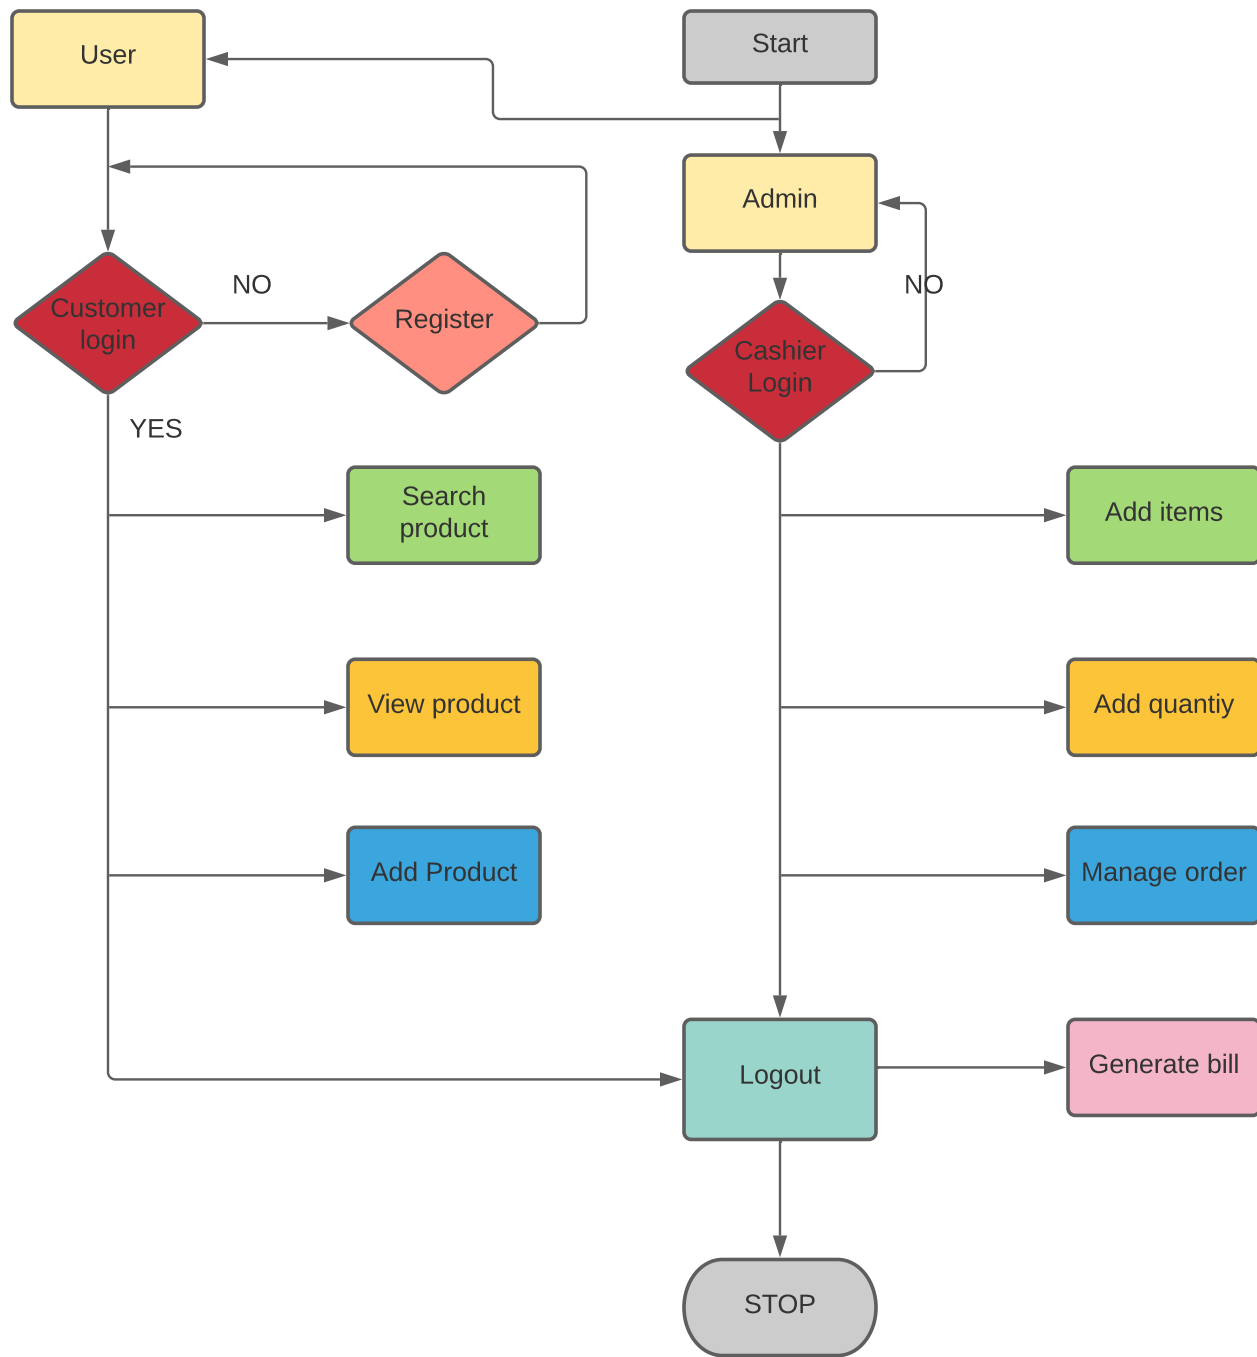 User
Start
Admin
NO
NO
Customer
login
Register
Cashier
Login
YES
Search
product
Add items
View product
Add quantiy
Add Product
Manage order
Logout
Generate bill
STOP